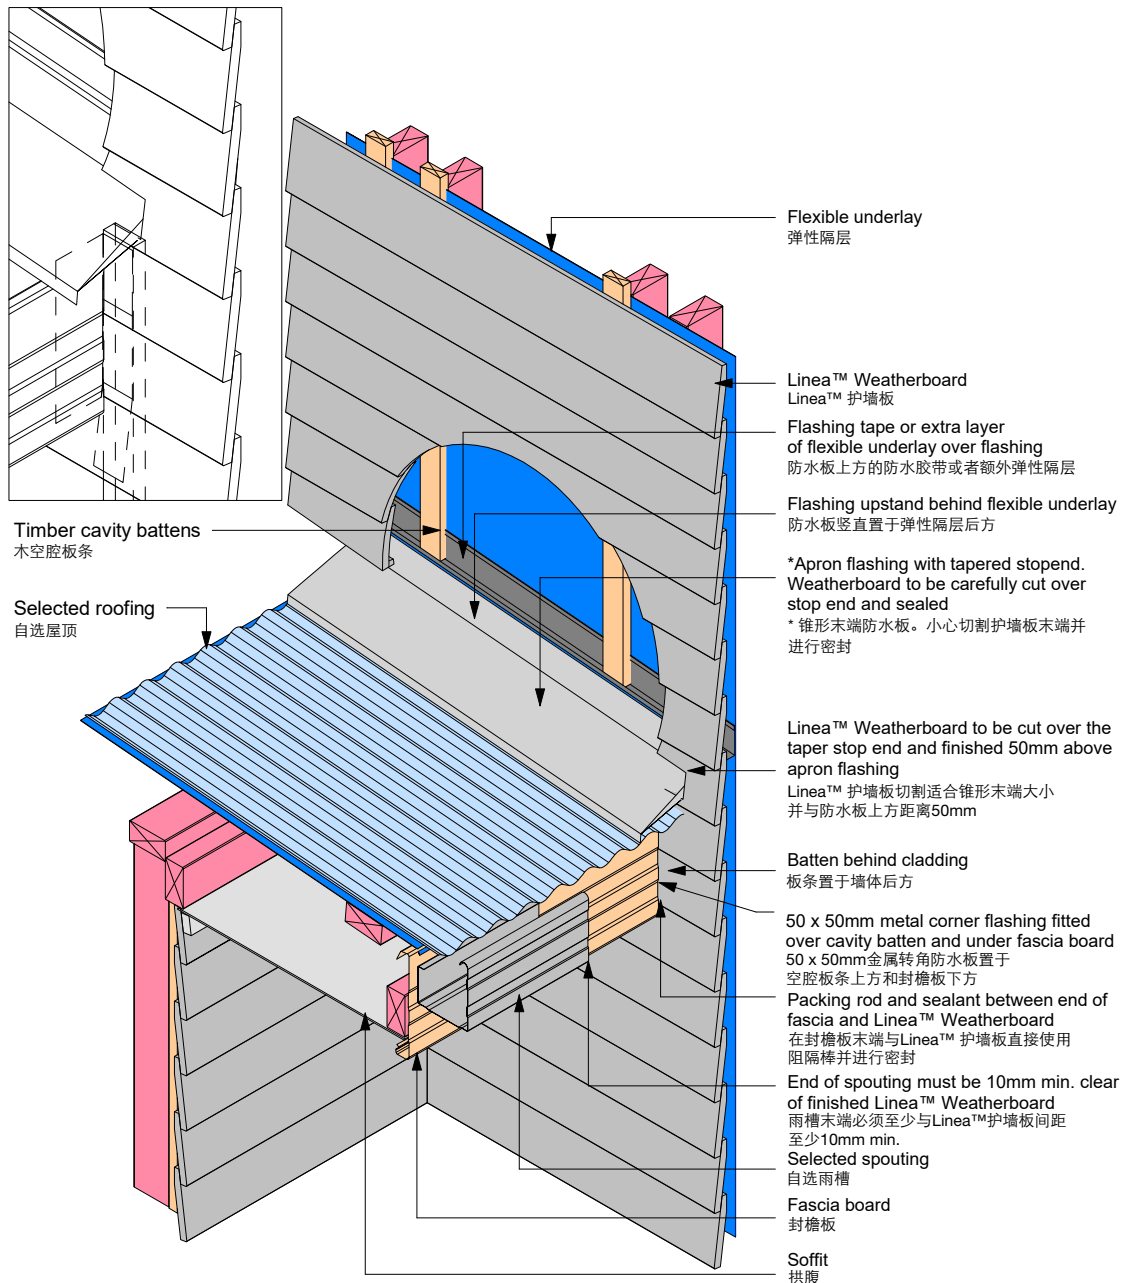 Flexible underlay
弹性隔层
Linea™ Weatherboard
Linea™ 护墙板
Flashing tape or extra layer
of flexible underlay over flashing
防水板上方的防水胶带或者额外弹性隔层
Flashing upstand behind flexible underlay
防水板竖直置于弹性隔层后方
*Apron flashing with tapered stopend.
Weatherboard to be carefully cut over
stop end and sealed
* 锥形末端防水板。小心切割护墙板末端并
进行密封
Timber cavity battens
木空腔板条
Selected roofing
自选屋顶
Linea™ Weatherboard to be cut over the
taper stop end and finished 50mm above
apron flashing
Linea™ 护墙板切割适合锥形末端大小
并与防水板上方距离50mm
Batten behind cladding
板条置于墙体后方
50 x 50mm metal corner flashing fitted
over cavity batten and under fascia board
50 x 50mm金属转角防水板置于
空腔板条上方和封檐板下方
Packing rod and sealant between end of
fascia and Linea™ Weatherboard
在封檐板末端与Linea™ 护墙板直接使用
阻隔棒并进行密封
End of spouting must be 10mm min. clear
of finished Linea™ Weatherboard
雨槽末端必须至少与Linea™护墙板间距
至少10mm min.
Selected spouting
自选雨槽
Fascia board
封檐板
Soffit
拱腹